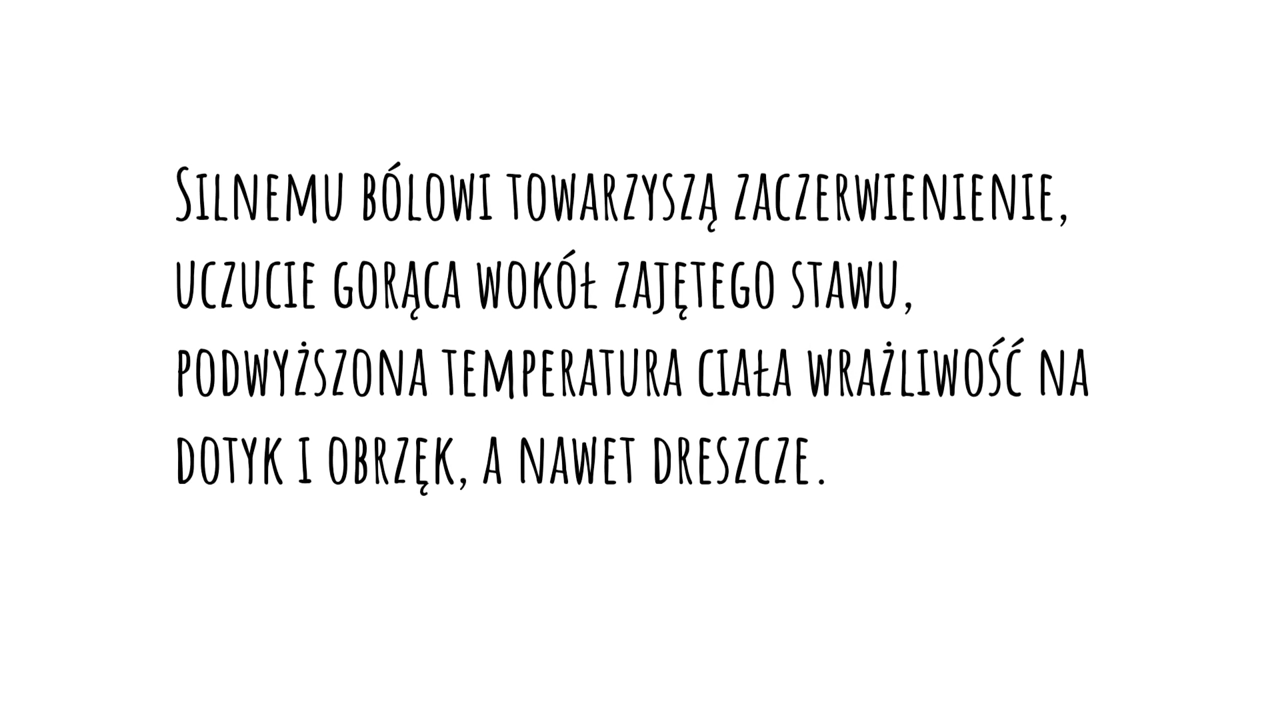 Silnemu bólowi towarzyszą zaczerwienienie,
uczucie gorąca wokół zajętego stawu,
podwyższona temperatura ciała wrażliwość na
dotyk i obrzęk, a nawet dreszcze.